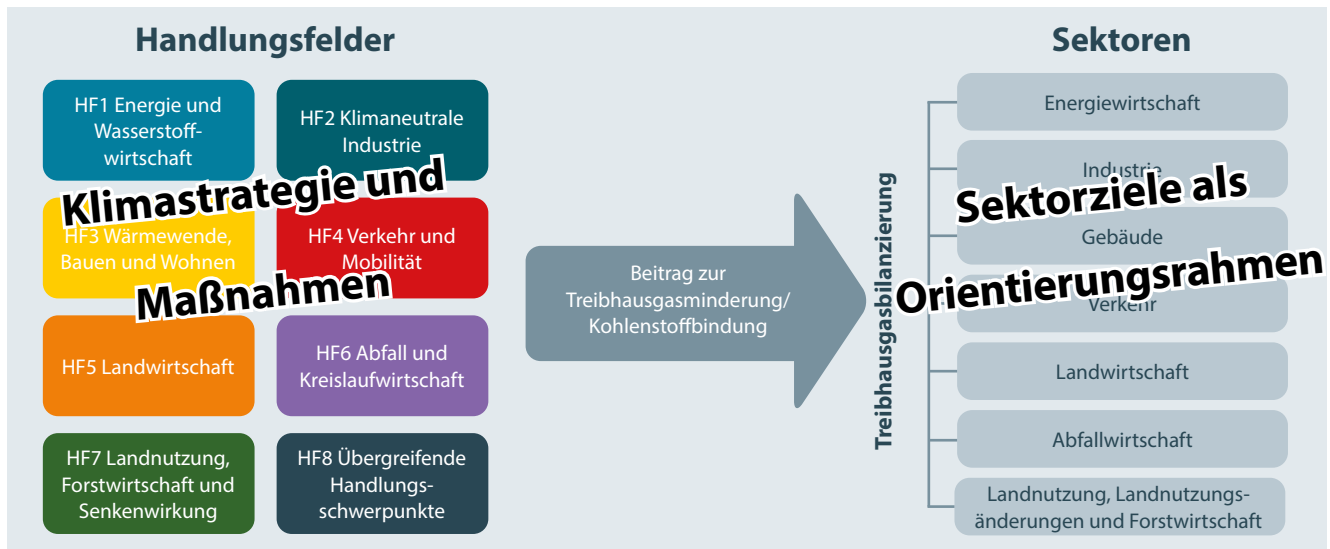 Handlungsfelder
HF1 Energie und
Wasserstoff-
wirtschaft
HF2 Klimaneutrale
Industrie
Klimastrategie und
HF3 Wärmewende,
Bauen und Wohnen
HF4 Verkehr und
Mobilität
Maßnahmen
HF5 Landwirtschaft
HF6 Abfall und
Kreislaufwirtschaft
HF7 Landnutzung,
Forstwirtschaft und
Senkenwirkung
HF8 Übergreifende
Handlungs-
schwerpunkte
Beitrag zur
Treibhausgasminderung/
Kohlenstoffbindung
Treibhausgasbilanzierung
Sektoren
Energiewirtschaft
Industrie
Sektorziele als
Gebäude
Orientierungsrahmen
Verkehr
Landwirtschaft
Abfallwirtschaft
Landnutzung, Landnutzungs-
änderungen und Forstwirtschaft